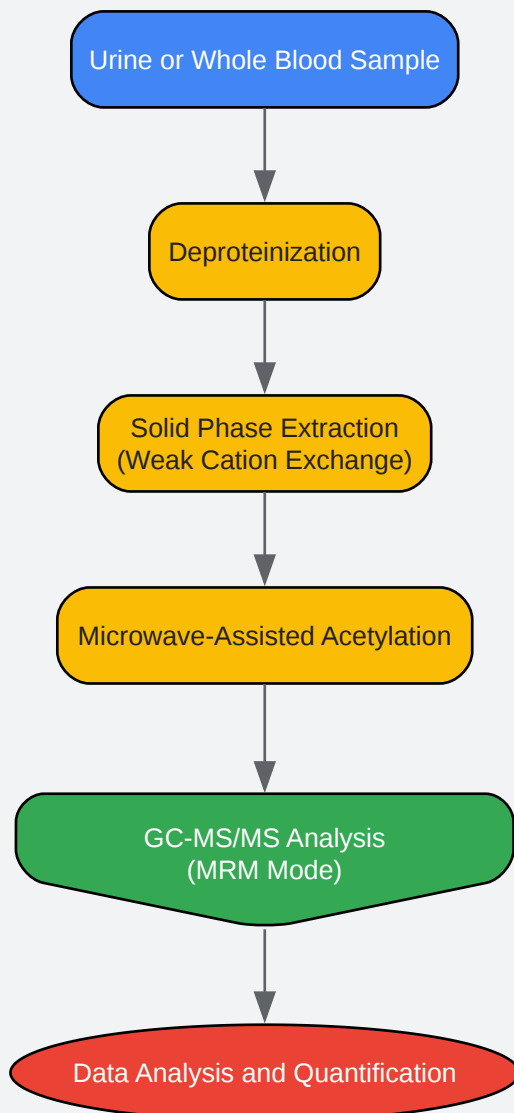 Urine or Whole Blood Sample
Deproteinization
Solid Phase Extraction
(Weak Cation Exchange)
Microwave-Assisted Acetylation
GC-MS/MS Analysis
(MRM Mode)
Data Analysis and Quantification